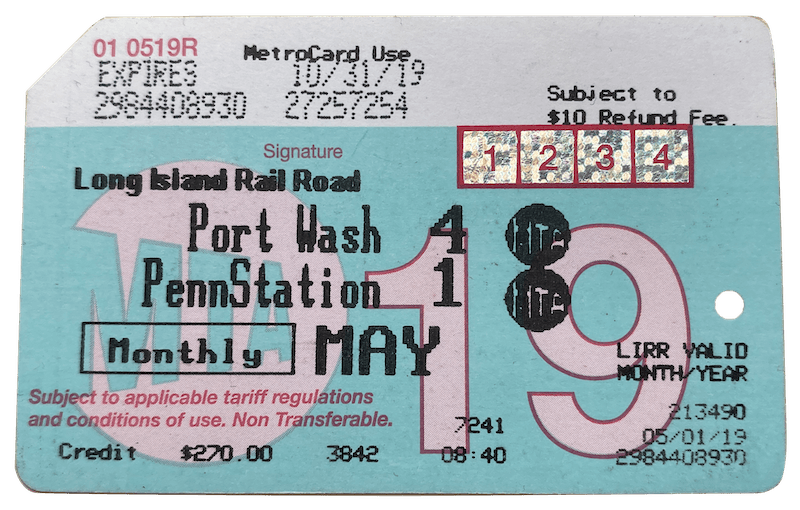 01 0519R
MetroCard Use
EXPIRES 10/31/19
2984408930 27257254
Subject to
$10 Refund Fee.
Signature
1 2 3 4
Long Island Rail Road
Port Wash 4
PennStation 1
MTA
19
Monthly MAY
LIRR VALID
MONTH/YEAR
Subject to applicable tariff regulations
and conditions of use. Non Transferable.
213490
7241
05/01/19
Credit $270.00 3842 08:40 2984408930